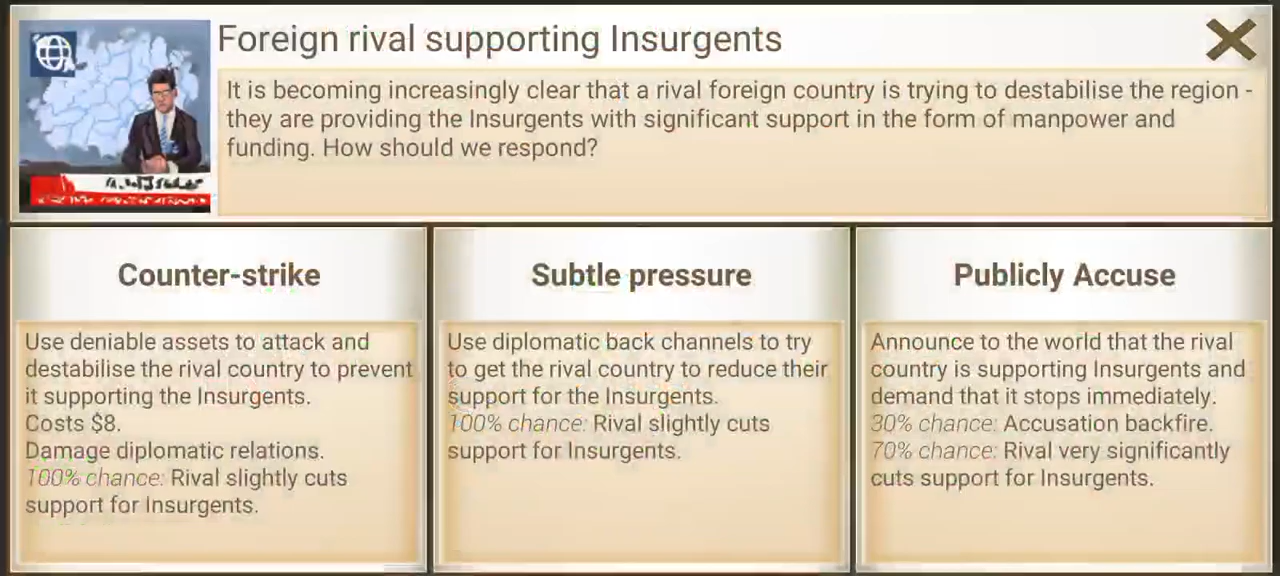 Foreign rival supporting Insurgents
It is becoming increasingly clear that a rival foreign country is trying to destabilise the region -
they are providing the Insurgents with significant support in the form of manpower and
funding. How should we respond?
Counter-strike
Use deniable assets to attack and
destabilise the rival country to prevent
it supporting the Insurgents.
Costs $8.
Damage diplomatic relations.
100% chance: Rival slightly cuts
support for Insurgents.
Subtle pressure
Use diplomatic back channels to try
to get the rival country to reduce their
support for the Insurgents.
100% chance: Rival slightly cuts
support for Insurgents.
Publicly Accuse
Announce to the world that the rival
country is supporting Insurgents and
demand that it stops immediately.
30% chance: Accusation backfire.
70% chance: Rival very significantly
cuts support for Insurgents.